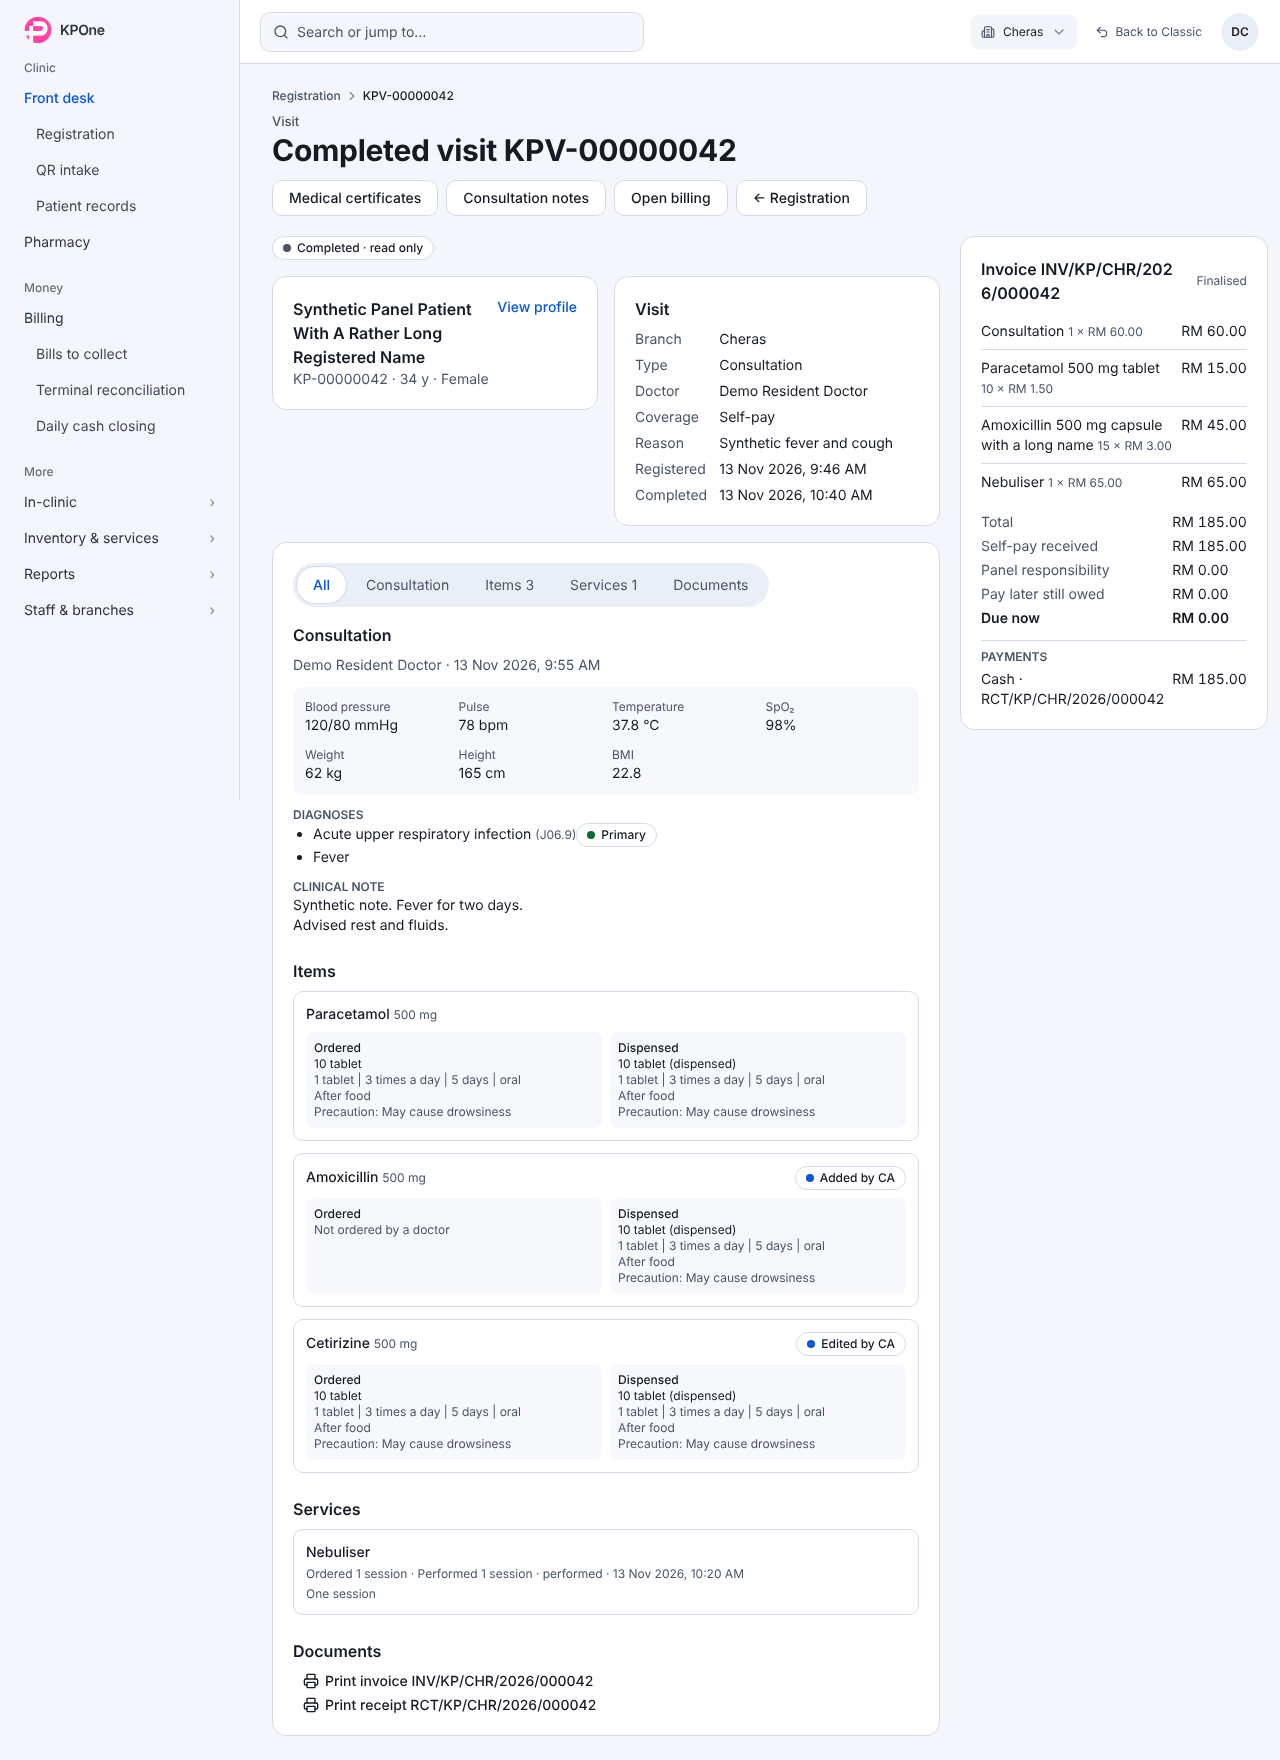 KPOne
Clinic
Front desk
Registration
QR intake
Patient records
Pharmacy
Money
Billing
Bills to collect
Terminal reconciliation
Daily cash closing
More
In-clinic
Inventory & services
Reports
Staff & branches
Search or jump to...
Cheras
Back to Classic
DC
Registration > KPV-00000042
Visit
Completed visit KPV-00000042
Medical certificates
Consultation notes
Open billing
← Registration
Completed · read only
Synthetic Panel Patient
With A Rather Long
Registered Name
View profile
KP-00000042 · 34 y · Female
Visit
Branch Cheras
Type Consultation
Doctor Demo Resident Doctor
Coverage Self-pay
Reason Synthetic fever and cough
Registered 13 Nov 2026, 9:46 AM
Completed 13 Nov 2026, 10:40 AM
All
Consultation
Items 3
Services 1
Documents
Consultation
Demo Resident Doctor · 13 Nov 2026, 9:55 AM
Blood pressure Pulse Temperature SpO₂
120/80 mmHg 78 bpm 37.8 °C 98%
Weight Height BMI
62 kg 165 cm 22.8
DIAGNOSES
• Acute upper respiratory infection (J06.9) Primary
• Fever
CLINICAL NOTE
Synthetic note. Fever for two days.
Advised rest and fluids.
Items
Paracetamol 500 mg
Ordered
10 tablet
1 tablet | 3 times a day | 5 days | oral
After food
Precaution: May cause drowsiness
Dispensed
10 tablet (dispensed)
1 tablet | 3 times a day | 5 days | oral
After food
Precaution: May cause drowsiness
Amoxicillin 500 mg
Added by CA
Ordered
Not ordered by a doctor
Dispensed
10 tablet (dispensed)
1 tablet | 3 times a day | 5 days | oral
After food
Precaution: May cause drowsiness
Cetirizine 500 mg
Edited by CA
Ordered
10 tablet
1 tablet | 3 times a day | 5 days | oral
After food
Precaution: May cause drowsiness
Dispensed
10 tablet (dispensed)
1 tablet | 3 times a day | 5 days | oral
After food
Precaution: May cause drowsiness
Services
Nebuliser
Ordered 1 session · Performed 1 session · performed · 13 Nov 2026, 10:20 AM
One session
Documents
Print invoice INV/KP/CHR/2026/000042
Print receipt RCT/KP/CHR/2026/000042
Invoice INV/KP/CHR/202
6/000042
Finalised
Consultation 1 × RM 60.00 RM 60.00
Paracetamol 500 mg tablet RM 15.00
10 × RM 1.50
Amoxicillin 500 mg capsule RM 45.00
with a long name 15 × RM 3.00
Nebuliser 1 × RM 65.00 RM 65.00
Total RM 185.00
Self-pay received RM 185.00
Panel responsibility RM 0.00
Pay later still owed RM 0.00
Due now RM 0.00
PAYMENTS
Cash · RM 185.00
RCT/KP/CHR/2026/000042